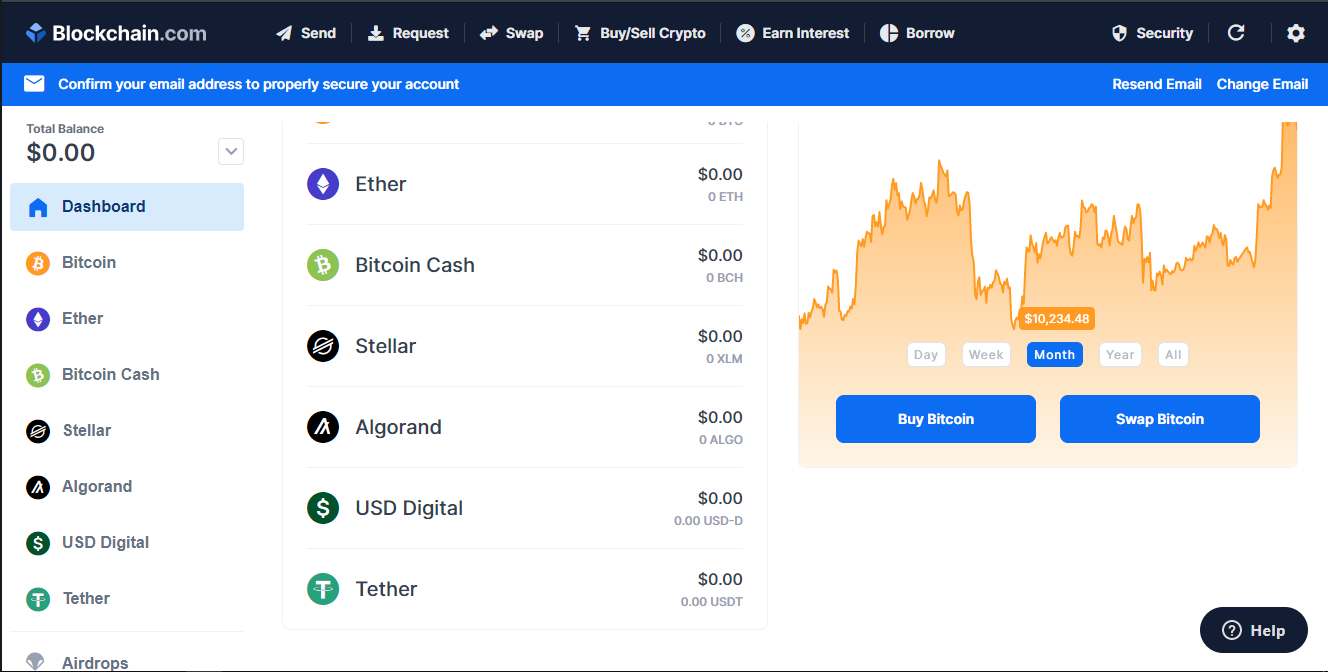 Blockchain.com
Send
Request
Swap
Buy/Sell Crypto
Earn Interest
Borrow
Security
Confirm your email address to properly secure your account
Resend Email
Change Email
Total Balance
$0.00
Dashboard
Bitcoin
Ether
Bitcoin Cash
Stellar
Algorand
USD Digital
Tether
Airdrops
Ether
$0.00
0 ETH
Bitcoin Cash
$0.00
0 BCH
Stellar
$0.00
0 XLM
Algorand
$0.00
0 ALGO
USD Digital
$0.00
0.00 USD-D
Tether
$0.00
0.00 USDT
$10,234.48
Day
Week
Month
Year
All
Buy Bitcoin
Swap Bitcoin
Help